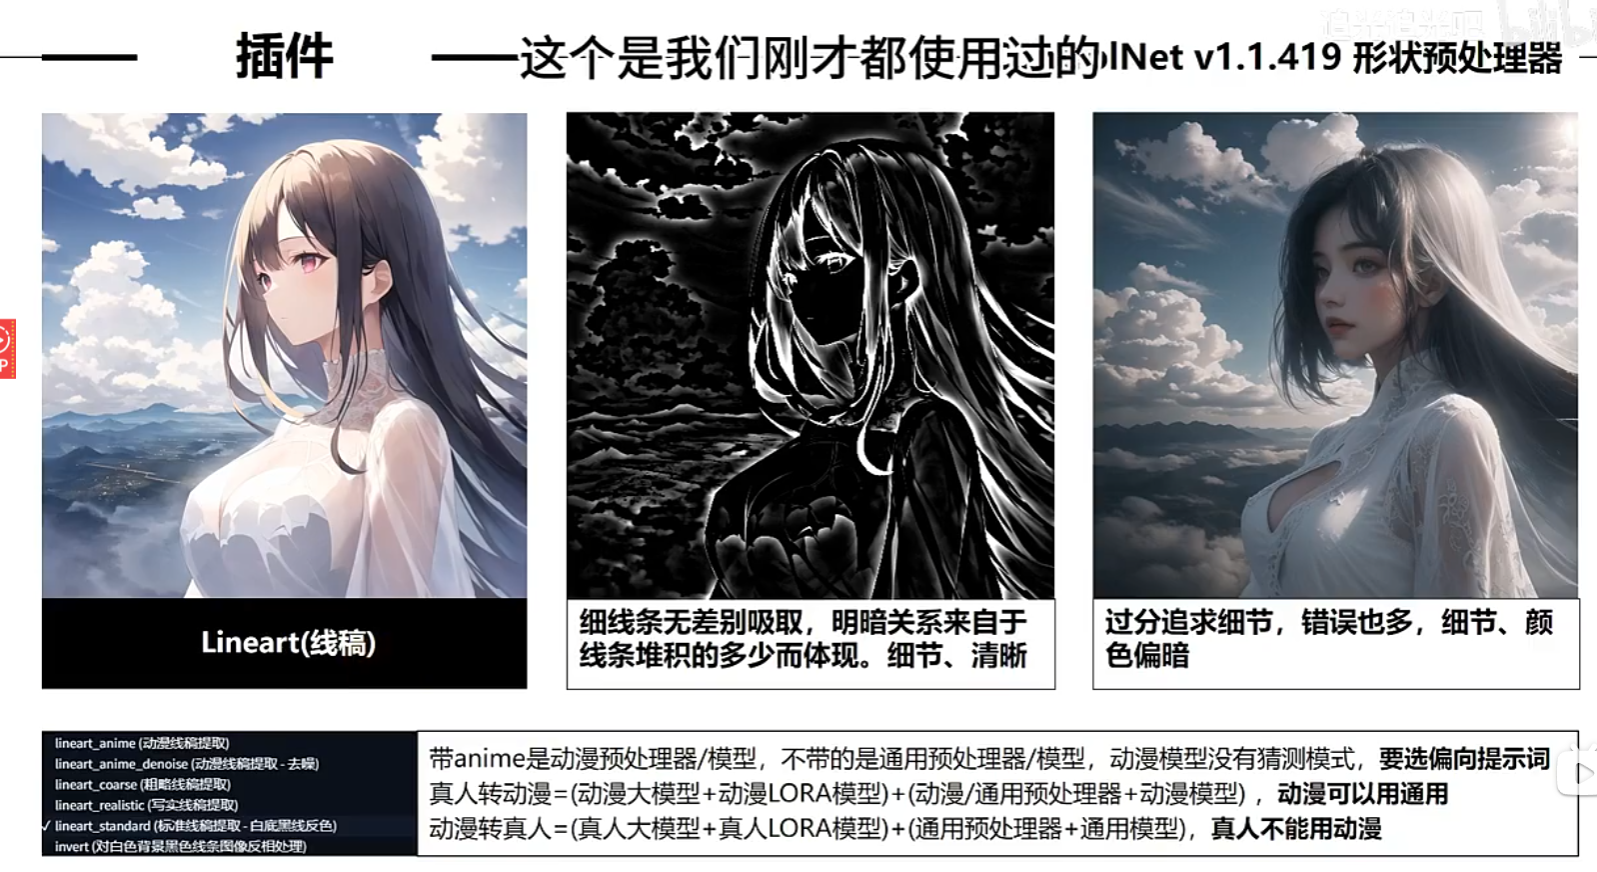 插件
这个是我们刚才都使用过的lNet v1.1.419 形状预处理器
Lineart(线稿)
细线条无差别吸取，明暗关系来自于
线条堆积的多少而体现。细节、清晰
过分追求细节，错误也多，细节、颜
色偏暗
lineart_anime (动漫线稿提取)
lineart_anime_denoise (动漫线稿提取 - 去噪)
lineart_coarse (粗略线稿提取)
lineart_realistic (写实线稿提取)
✓ lineart_standard (标准线稿提取 - 白底黑线反色)
invert (对白色背景黑色线条图像反相处理)
带anime是动漫预处理器/模型，不带的是通用预处理器/模型，动漫模型没有猜测模式，要选偏向提示词
真人转动漫=(动漫大模型+动漫LORA模型)+(动漫/通用预处理器+动漫模型) ，动漫可以用通用
动漫转真人=(真人大模型+真人LORA模型)+(通用预处理器+通用模型)，真人不能用动漫